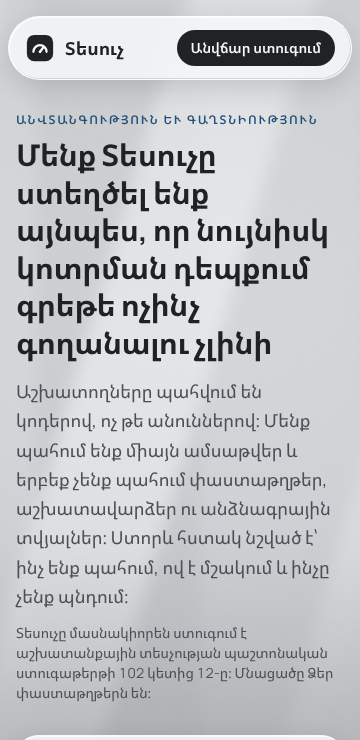 Տեսուչ
Անվճար ստուգում
ԱՆՎՏԱՆԳՈՒԹՅՈՒՆ ԵՒ ԳԱՂՏՆԻՈՒԹՅՈՒՆ
Մենք Տեսուչը
ստեղծել ենք
այնպես, որ նույնիսկ
կոտրման դեպքում
գրեթե ոչինչ
գողանալու չլինի
Աշխատողները պահվում են
կոդերով, ոչ թե անուններով։ Մենք
պահում ենք միայն ամսաթվեր և
երբեք չենք պահում փաստաթղթեր,
աշխատավարձեր ու անձնագրային
տվյալներ։ Ստորև հստակ նշված է՝
ինչ ենք պահում, ով է մշակում և ինչը
չենք պնդում։
Տեսուչը մասնակիորեն ստուգում է
աշխատանքային տեսչության պաշտոնական
ստուգաթերթի 102 կետից 12-ը։ Մնացածը Ձեր
փաստաթղթերն են։